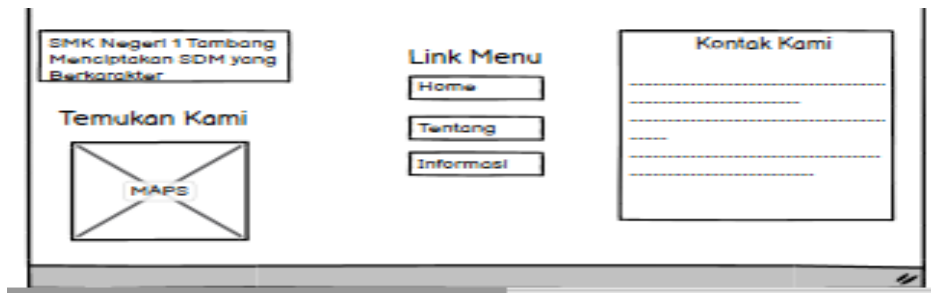 SMK Negeri 1 Tambang
Menciptakan SDM yang
Berkarakter
Temukan Kami
MAPS
Link Menu
Home
Tentang
Informasi
Kontak Kami